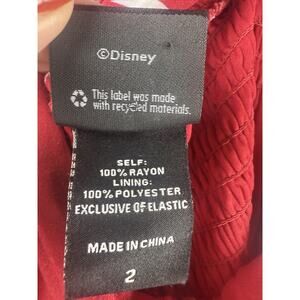 ©Disney
This label was made
with recycled materials.
SELF:
100% RAYON
LINING:
100% POLYESTER
EXCLUSIVE OF ELASTIC
MADE IN CHINA
2